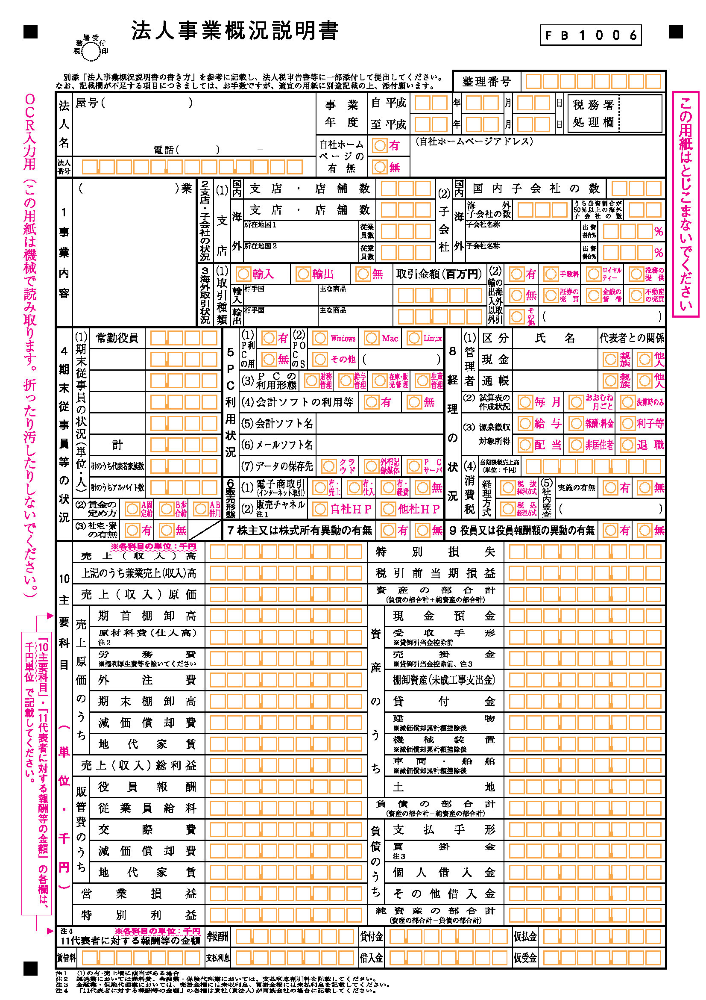 法人事業概況説明書
FB1006
税務署受付印
別添「法人事業概況説明書の書き方」を参考に記載し、法人税申告書等に一部添付して提出してください。
なお、記載欄が不足する項目につきましては、お手数ですが、適宜の用紙に別途記載の上、添付願います。
整理番号
OCR入力用（この用紙は機械で読み取ります。折ったり汚したりしないでください。）
この用紙はとじこまないでください
法人名
屋号(　　　)
電話(　　　)　　－
法人番号
事業年度
自 平成　年　月　日
至 平成　年　月　日
税務署処理欄
自社ホームページの有無
有
無
(自社ホームページアドレス)
1 事業内容
(　　　)業
2 支店・子会社の状況
(1) 支店
国内 支店・店舗数
海外 支店・店舗数
所在地国1 従業員数
所在地国2 従業員数
(2) 子会社
国内 国内子会社の数
海外 海外子会社の数
うち出資割合が50%以上の海外子会社の数
子会社名称 出資割合% %
子会社名称 出資割合% %
3 海外取引状況
(1) 取引種類
輸入 輸出 無 取引金額(百万円)
輸入 相手国 主な商品
輸出 相手国 主な商品
(2) 輸出入以外の海外取引
有 手数料 ロイヤルティー 役務の提供
無 証券の売買 金銭の貸借 不動産の売買
その他 (　　　)
4 期末従事員等の状況
(1) 期末従事員の状況(単位・人)
常勤役員
計
計のうち代表者家族数
計のうちアルバイト数
(2) 賃金の定め方 A固定給 B歩合給 AB併用
(3) 社宅・寮の有無 有 無
5 PC利用状況
(1) PCの利用 有 無
(2) PCのOS Windows Mac Linux
その他 (　　　)
(3) PCの利用形態 財務管理 給与管理 在庫・販売管理 生産管理
(4) 会計ソフトの利用等 有 無
(5) 会計ソフト名
(6) メールソフト名
(7) データの保存先 クラウド 外部記録媒体 PCサーバ
6 販売形態
(1) 電子商取引(インターネット取引) 有・売上 有・仕入 有・経費 無
(2) 販売チャネル 注1 自社HP 他社HP
7 株主又は株式所有異動の有無 有 無
8 経理の状況
(1) 管理者 区分 氏名 代表者との関係
現金 親族 他人
通帳 親族 他人
(2) 試算表の作成状況 毎月 おおむね月ごと 決算時のみ
(3) 源泉徴収対象所得 給与 報酬・料金 利子等
配当 非居住者 退職
(4) 消費税 当期課税売上高(単位：千円)
経理方式 税抜経理方式 税込経理方式
(5) 社内監査 実施の有無 有 無
(　　　)
9 役員又は役員報酬額の異動の有無 有 無
10 主要科目 (単位・千円)
※各科目の単位：千円
売上(収入)高
上記のうち兼業売上(収入)高
売上(収入)原価
売上原価のうち
期首棚卸高
原材料費(仕入高)
注2
労務費
※福利厚生費等を除いてください
外注費
期末棚卸高
減価償却費
地代家賃
売上(収入)総利益
販管費のうち
役員報酬
従業員給料
交際費
減価償却費
地代家賃
営業損益
特別利益
特別損失
税引前当期損益
資産の部合計
(負債の部合計＋純資産の部合計)
資産のうち
現金預金
受取手形
※貸倒引当金控除前
売掛金
※貸倒引当金控除前、注3
棚卸資産(未成工事支出金)
貸付金
建物
※減価償却累計額控除後
機械装置
※減価償却累計額控除後
車両・船舶
※減価償却累計額控除後
土地
負債の部合計
(資産の部合計－純資産の部合計)
負債のうち
支払手形
買掛金
注3
個人借入金
その他借入金
純資産の部合計
(資産の部合計－負債の部合計)
「10主要科目」・「11代表者に対する報酬等の金額」の各欄は、
千円単位で記載してください。
注4 ※各科目の単位：千円
11代表者に対する報酬等の金額
報酬 貸付金 仮払金
賃借料 支払利息 借入金 仮受金
注1 (1)の有・売上欄に該当がある場合
注2 運送業においては燃料費、金融業・保険代理業においては、支払利息割引料を記載してください。
注3 金融業・保険代理業においては、売掛金欄には未収利息、買掛金欄には未払利息を記載してください。
注4 「11代表者に対する報酬等の金額」の各欄は貴社(貴法人)が同族会社の場合に記載してください。